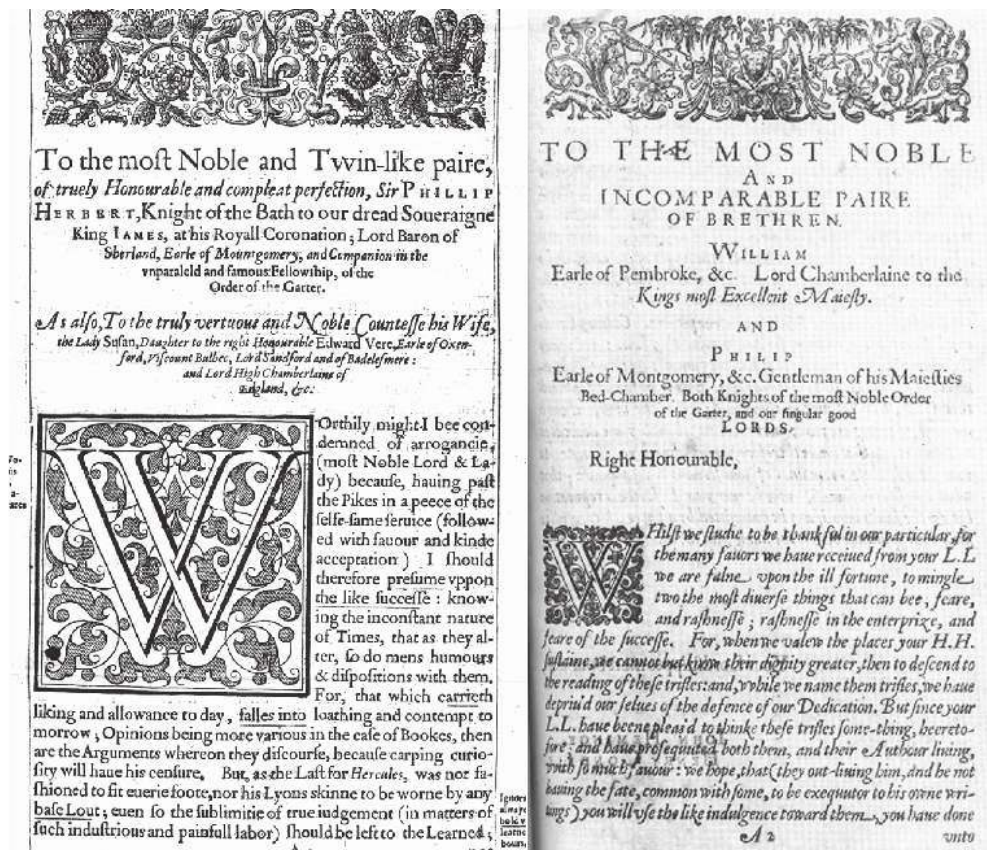 To the moſt Noble and Tvvin-like paire,
of truely Honourable and compleat perfection, Sir PHILLIP
HERBERT, Knight of the Bath to our dread Soueraigne
King IAMES, at his Royall Coronation; Lord Baron of
Sherland, Earle of Mountgomery, and Companion in the
vnparaleld and famous Fellowſhip, of the
Order of the Garter.
As alſo, To the truly vertuous and Noble Counteſſe his Wife,
the Lady Suſan, Daughter to the right Honourable Edward Vere, Earle of Oxen-
ford, Viſcount Bulbec, Lord Sandford and of Badeleſmere:
and Lord High Chamberlaine of
England, &c.
WOrthily might I bee con-
demned of arrogancie,
(moſt Noble Lord & La-
dy) becauſe, hauing paſt
the Pikes in a peece of the
ſelfe-ſame ſeruice (follow-
ed with fauour and kinde
acceptation) I ſhould
therefore preſume vppon
the like ſucceſſe: know-
ing the inconſtant nature
of Times, that as they al-
ter, ſo do mens humours
& diſpoſitions with them.
For, that which carrieth
liking and allowance to day, falles into loathing and contempt to
morrow; Opinions being more various in the caſe of Bookes, then
are the Arguments whereon they diſcourſe, becauſe carping curio-
ſity will haue his cenſure. But, as the Laſt for Hercules, was not fa-
ſhioned to fit euerie foote, nor his Lyons skinne to be worne by any
baſe Lout; euen ſo the ſublimitie of true iudgement (in matters of
ſuch induſtrious and painfull labor) ſhould be left to the Learned;
TO THE MOST NOBLE
AND
INCOMPARABLE PAIRE
OF BRETHREN.
WILLIAM
Earle of Pembroke, &c. Lord Chamberlaine to the
Kings moſt Excellent Maieſty.
AND
PHILIP
Earle of Montgomery, &c. Gentleman of his Maieſties
Bed-Chamber. Both Knights of the moſt Noble Order
of the Garter, and our ſingular good
LORDS.
Right Honourable,
WHilſt we ſtudie to be thankful in our particular, for
the many fauors we haue receiued from your L.L
we are falne vpon the ill fortune, to mingle
two the moſt diuerſe things that can bee, feare,
and raſhneſſe; raſhneſſe in the enterprize, and
feare of the ſucceſſe. For, when we valew the places your H.H.
ſuſtaine, we cannot but know their dignity greater, then to deſcend to
the reading of theſe trifles: and, vvhile we name them trifles, we haue
depriu'd our ſelues of the defence of our Dedication. But ſince your
L.L. haue beene pleas'd to thinke theſe trifles ſome-thing, heereto-
fore; and haue proſequuted both them, and their Authour liuing,
with ſo much fauour: we hope, that (they out-liuing him, and he not
hauing the fate, common with ſome, to be exequutor to his owne wri-
tings) you will vſe the like indulgence toward them, you haue done
A2 vnto